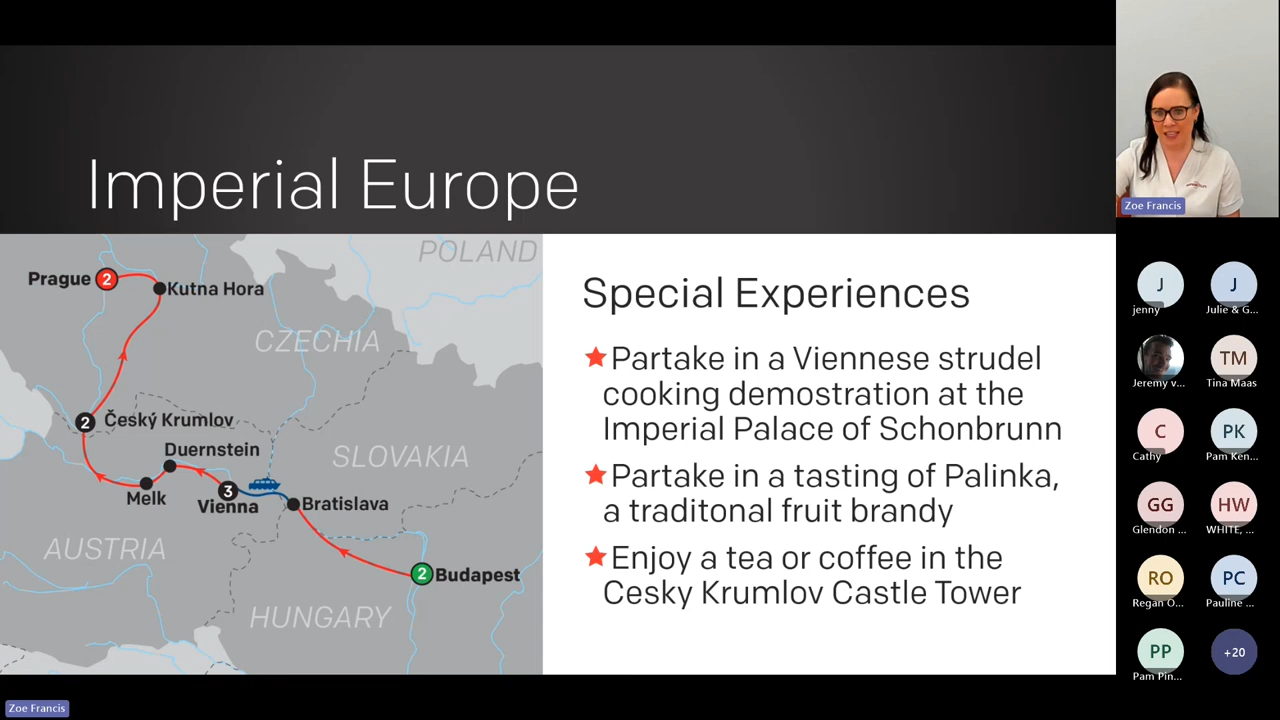 Imperial Europe
POLAND
Prague 2
Kutna Hora
CZECHIA
2 Český Krumlov
Duernstein
SLOVAKIA
Melk
3
Vienna
Bratislava
AUSTRIA
2 Budapest
HUNGARY
Special Experiences
Partake in a Viennese strudel
cooking demostration at the
Imperial Palace of Schonbrunn
Partake in a tasting of Palinka,
a traditonal fruit brandy
Enjoy a tea or coffee in the
Cesky Krumlov Castle Tower
Zoe Francis
J
jenny
J
Julie & G...
Jeremy v...
TM
Tina Maas
C
Cathy
PK
Pam Ken...
GG
Glendon ...
HW
WHITE, ...
RO
Regan O...
PC
Pauline ...
PP
Pam Pin...
+20
Zoe Francis